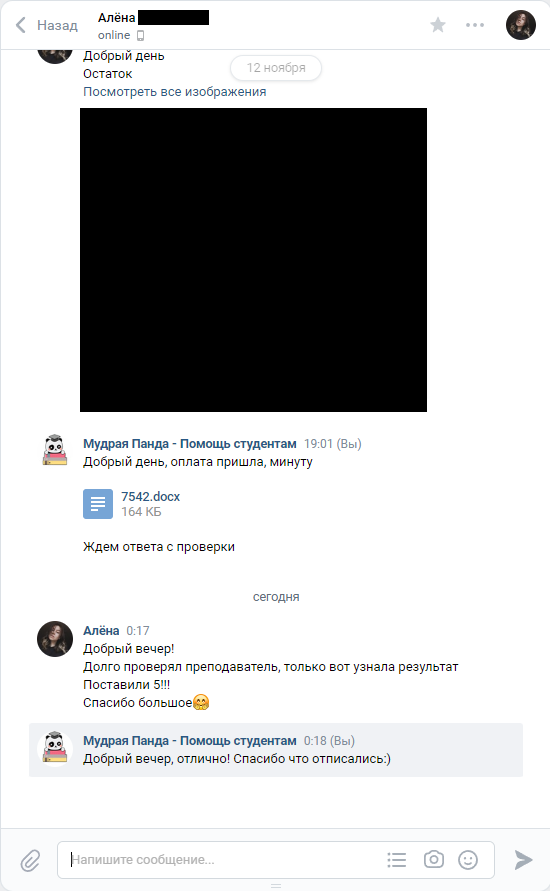 Назад
Алёна
online
Добрый день
12 ноября
Остаток
Посмотреть все изображения
Мудрая Панда - Помощь студентам 19:01 (Вы)
Добрый день, оплата пришла, минуту
7542.docx
164 КБ
Ждем ответа с проверки
сегодня
Алёна 0:17
Добрый вечер!
Долго проверял преподаватель, только вот узнала результат
Поставили 5!!!
Спасибо большое🤗
Мудрая Панда - Помощь студентам 0:18 (Вы)
Добрый вечер, отлично! Спасибо что отписались:)
Напишите сообщение...